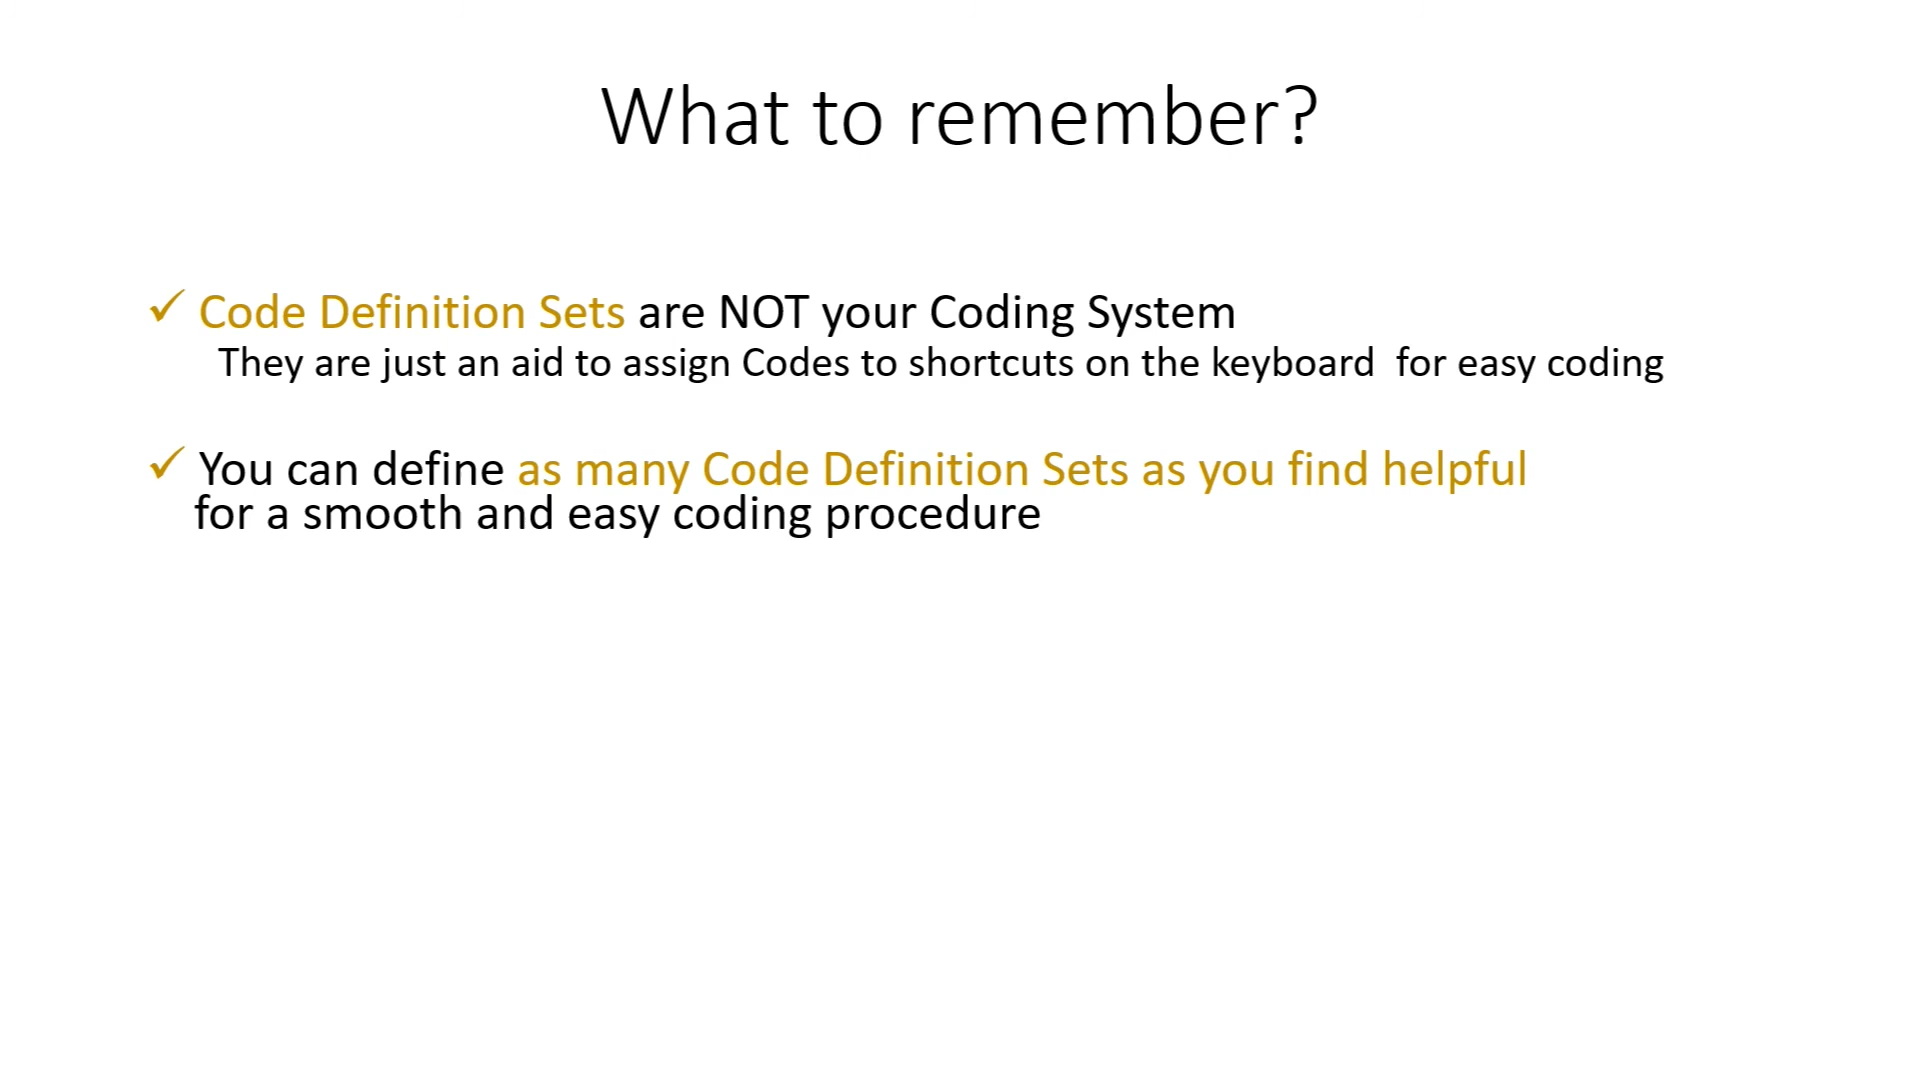 What to remember?
✓ Code Definition Sets are NOT your Coding System
They are just an aid to assign Codes to shortcuts on the keyboard  for easy coding
✓ You can define as many Code Definition Sets as you find helpful
for a smooth and easy coding procedure